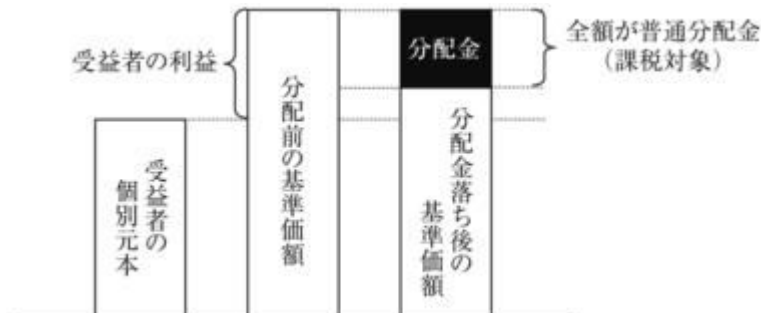 受益者の利益
分配金
全額が普通分配金
（課税対象）
受益者の
個別元本
分配前の基準価額
分配金落ち後の
基準価額